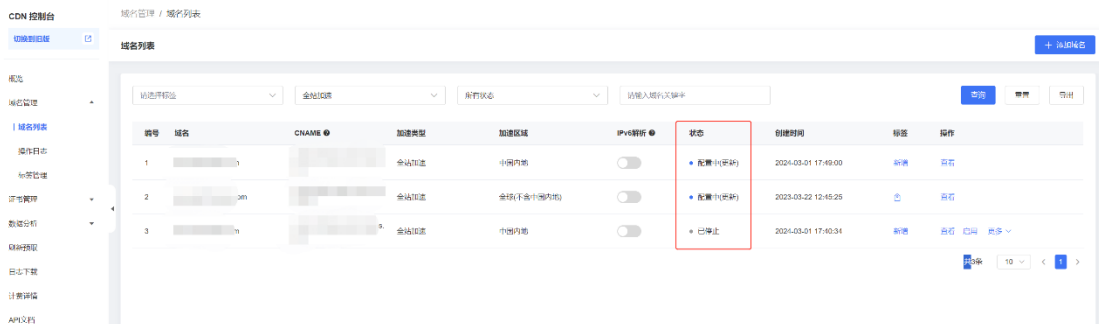 CDN 控制台
切换到旧版
概览
域名管理
域名列表
操作日志
标签管理
证书管理
数据分析
刷新预取
日志下载
计费详情
API文档
域名管理 / 域名列表
域名列表
+ 添加域名
请选择标签 全站加速 所有状态 请输入域名关键字 查询 重置 导出
编号 域名 CNAME 加速类型 加速区域 IPv6解析 状态 创建时间 标签 操作
1 全站加速 中国内地 配置中(更新) 2024-03-01 17:49:00 新增 查看
2 om 全站加速 全球(不含中国内地) 配置中(更新) 2023-03-22 12:45:25 查看
3 s. 全站加速 中国内地 已停止 2024-03-01 17:40:34 新增 查看 启用 更多
共3条 10 < 1 >